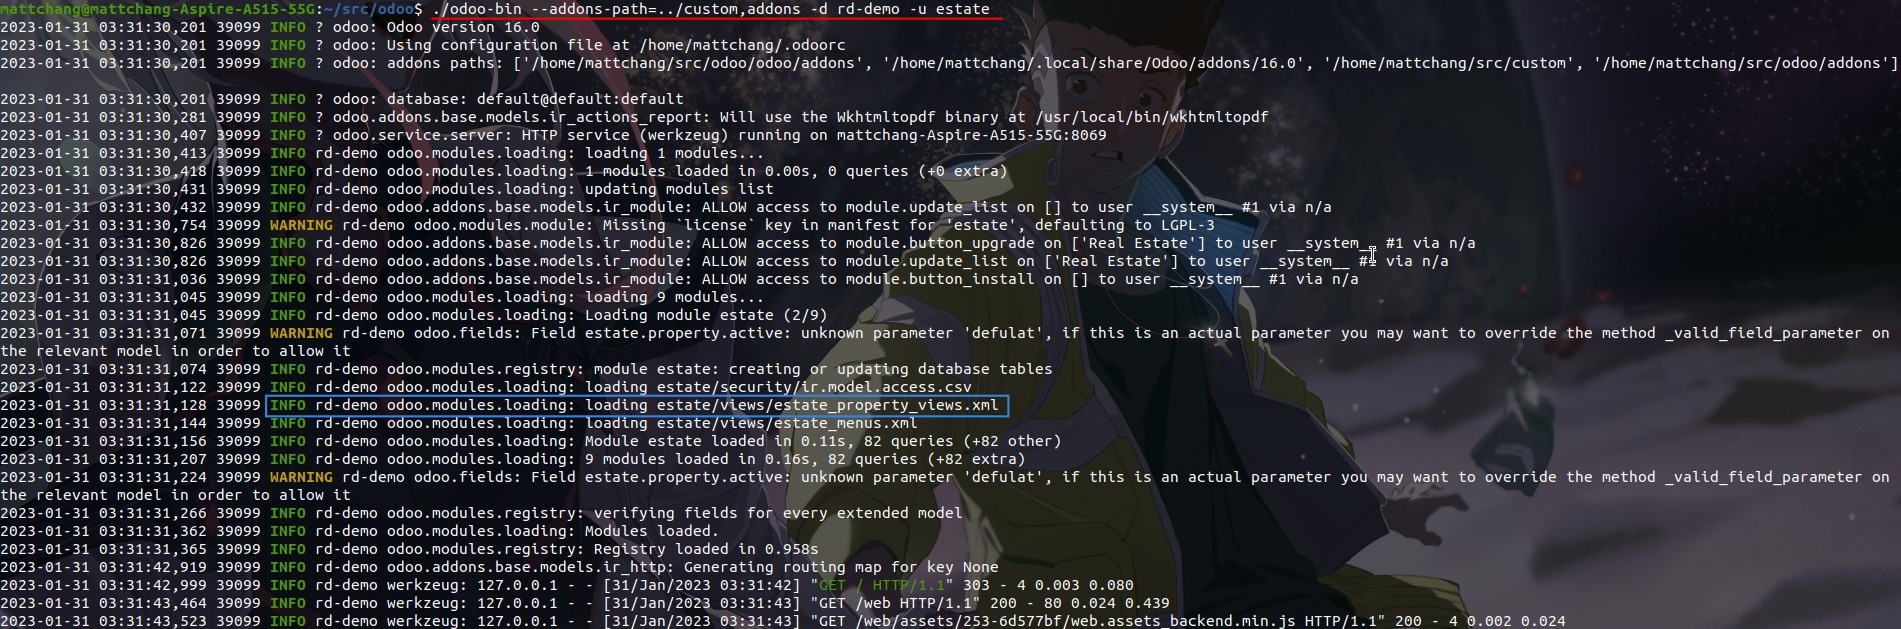 mattchang@mattchang-Aspire-A515-55G:~/src/odoo$ ./odoo-bin --addons-path=../custom,addons -d rd-demo -u estate
2023-01-31 03:31:30,201 39099 INFO ? odoo: Odoo version 16.0
2023-01-31 03:31:30,201 39099 INFO ? odoo: Using configuration file at /home/mattchang/.odoorc
2023-01-31 03:31:30,201 39099 INFO ? odoo: addons paths: ['/home/mattchang/src/odoo/odoo/addons', '/home/mattchang/.local/share/Odoo/addons/16.0', '/home/mattchang/src/custom', '/home/mattchang/src/odoo/addons']
2023-01-31 03:31:30,201 39099 INFO ? odoo: database: default@default:default
2023-01-31 03:31:30,281 39099 INFO ? odoo.addons.base.models.ir_actions_report: Will use the Wkhtmltopdf binary at /usr/local/bin/wkhtmltopdf
2023-01-31 03:31:30,407 39099 INFO ? odoo.service.server: HTTP service (werkzeug) running on mattchang-Aspire-A515-55G:8069
2023-01-31 03:31:30,413 39099 INFO rd-demo odoo.modules.loading: loading 1 modules...
2023-01-31 03:31:30,418 39099 INFO rd-demo odoo.modules.loading: 1 modules loaded in 0.00s, 0 queries (+0 extra)
2023-01-31 03:31:30,431 39099 INFO rd-demo odoo.modules.loading: updating modules list
2023-01-31 03:31:30,432 39099 INFO rd-demo odoo.addons.base.models.ir_module: ALLOW access to module.update_list on [] to user __system__ #1 via n/a
2023-01-31 03:31:30,754 39099 WARNING rd-demo odoo.modules.module: Missing `license` key in manifest for 'estate', defaulting to LGPL-3
2023-01-31 03:31:30,826 39099 INFO rd-demo odoo.addons.base.models.ir_module: ALLOW access to module.button_upgrade on ['Real Estate'] to user __system__ #1 via n/a
2023-01-31 03:31:30,826 39099 INFO rd-demo odoo.addons.base.models.ir_module: ALLOW access to module.update_list on ['Real Estate'] to user __system__ #1 via n/a
2023-01-31 03:31:31,036 39099 INFO rd-demo odoo.addons.base.models.ir_module: ALLOW access to module.button_install on [] to user __system__ #1 via n/a
2023-01-31 03:31:31,045 39099 INFO rd-demo odoo.modules.loading: loading 9 modules...
2023-01-31 03:31:31,045 39099 INFO rd-demo odoo.modules.loading: Loading module estate (2/9)
2023-01-31 03:31:31,071 39099 WARNING rd-demo odoo.fields: Field estate.property.active: unknown parameter 'defulat', if this is an actual parameter you may want to override the method _valid_field_parameter on
the relevant model in order to allow it
2023-01-31 03:31:31,074 39099 INFO rd-demo odoo.modules.registry: module estate: creating or updating database tables
2023-01-31 03:31:31,122 39099 INFO rd-demo odoo.modules.loading: loading estate/security/ir.model.access.csv
2023-01-31 03:31:31,128 39099 INFO rd-demo odoo.modules.loading: loading estate/views/estate_property_views.xml
2023-01-31 03:31:31,144 39099 INFO rd-demo odoo.modules.loading: loading estate/views/estate_menus.xml
2023-01-31 03:31:31,156 39099 INFO rd-demo odoo.modules.loading: Module estate loaded in 0.11s, 82 queries (+82 other)
2023-01-31 03:31:31,207 39099 INFO rd-demo odoo.modules.loading: 9 modules loaded in 0.16s, 82 queries (+82 extra)
2023-01-31 03:31:31,224 39099 WARNING rd-demo odoo.fields: Field estate.property.active: unknown parameter 'defulat', if this is an actual parameter you may want to override the method _valid_field_parameter on
the relevant model in order to allow it
2023-01-31 03:31:31,266 39099 INFO rd-demo odoo.modules.registry: verifying fields for every extended model
2023-01-31 03:31:31,362 39099 INFO rd-demo odoo.modules.loading: Modules loaded.
2023-01-31 03:31:31,365 39099 INFO rd-demo odoo.modules.registry: Registry loaded in 0.958s
2023-01-31 03:31:42,919 39099 INFO rd-demo odoo.addons.base.models.ir_http: Generating routing map for key None
2023-01-31 03:31:42,999 39099 INFO rd-demo werkzeug: 127.0.0.1 - - [31/Jan/2023 03:31:42] "GET / HTTP/1.1" 303 - 4 0.003 0.080
2023-01-31 03:31:43,464 39099 INFO rd-demo werkzeug: 127.0.0.1 - - [31/Jan/2023 03:31:43] "GET /web HTTP/1.1" 200 - 80 0.024 0.439
2023-01-31 03:31:43,523 39099 INFO rd-demo werkzeug: 127.0.0.1 - - [31/Jan/2023 03:31:43] "GET /web/assets/253-6d577bf/web.assets_backend.min.js HTTP/1.1" 200 - 4 0.002 0.024